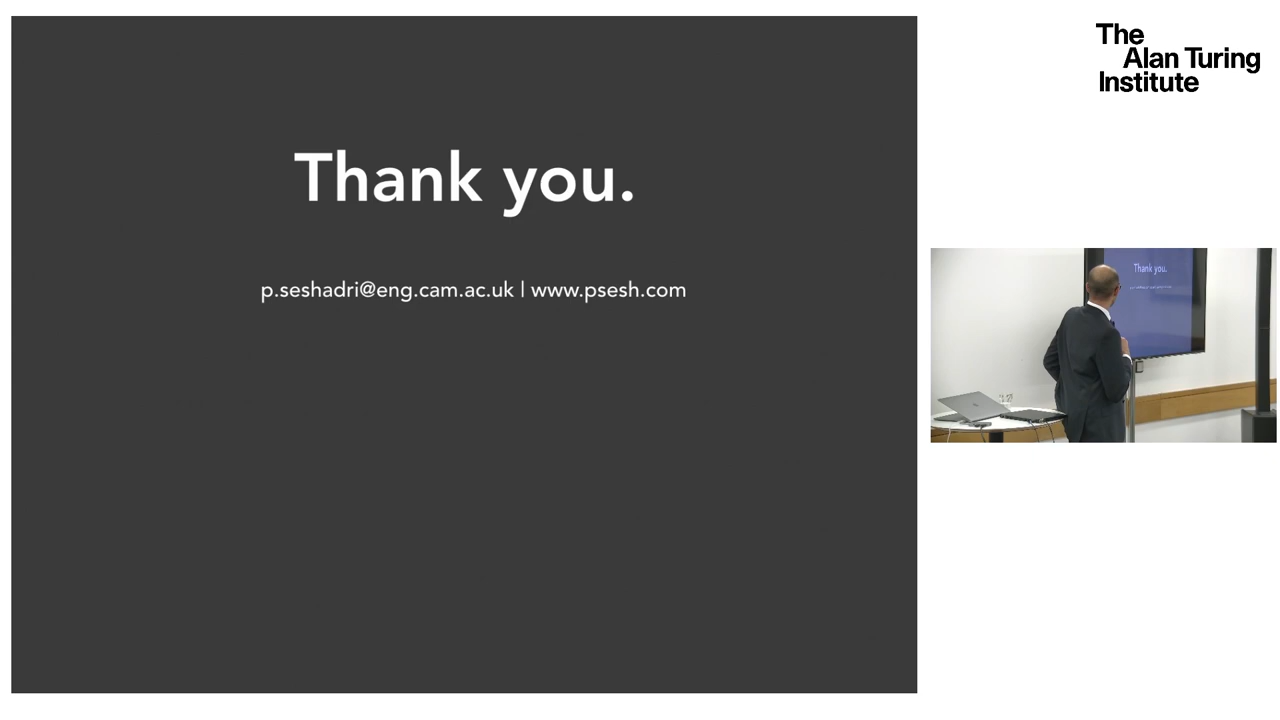 Thank you.
p.seshadri@eng.cam.ac.uk | www.psesh.com
The
Alan Turing
Institute
Thank you.